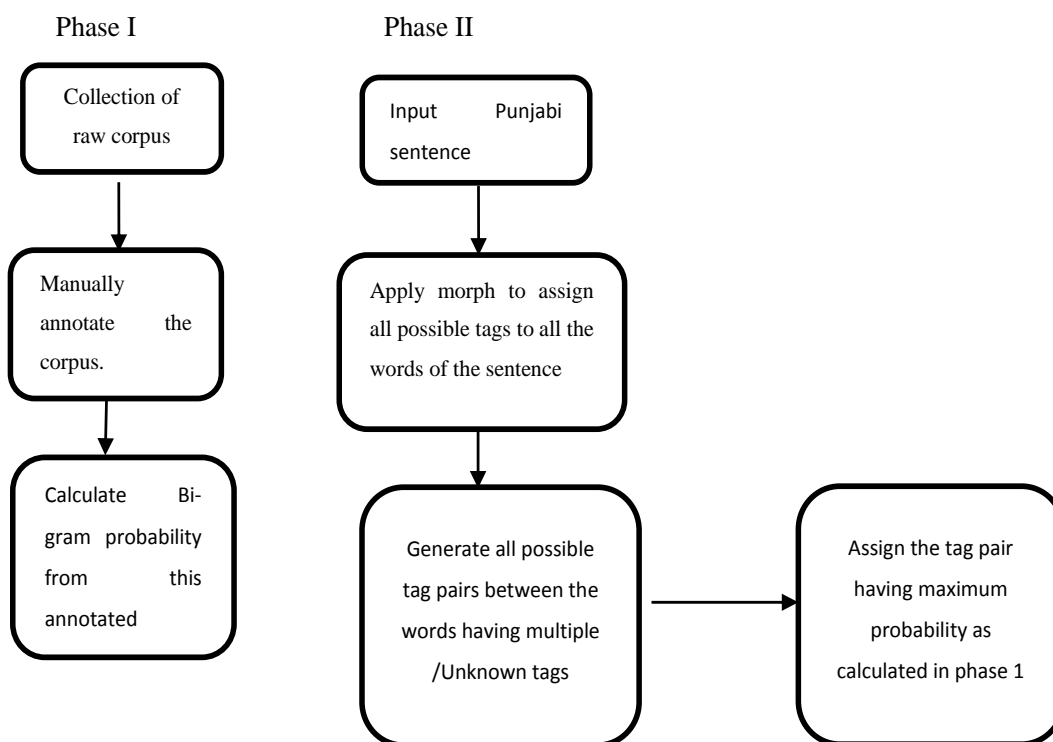 Phase I
Collection of
raw corpus
Manually
annotate the
corpus.
Calculate Bi-
gram probability
from this
annotated
Phase II
Input Punjabi
sentence
Apply morph to assign
all possible tags to all the
words of the sentence
Generate all possible
tag pairs between the
words having multiple
/Unknown tags
Assign the tag pair
having maximum
probability as
calculated in phase 1